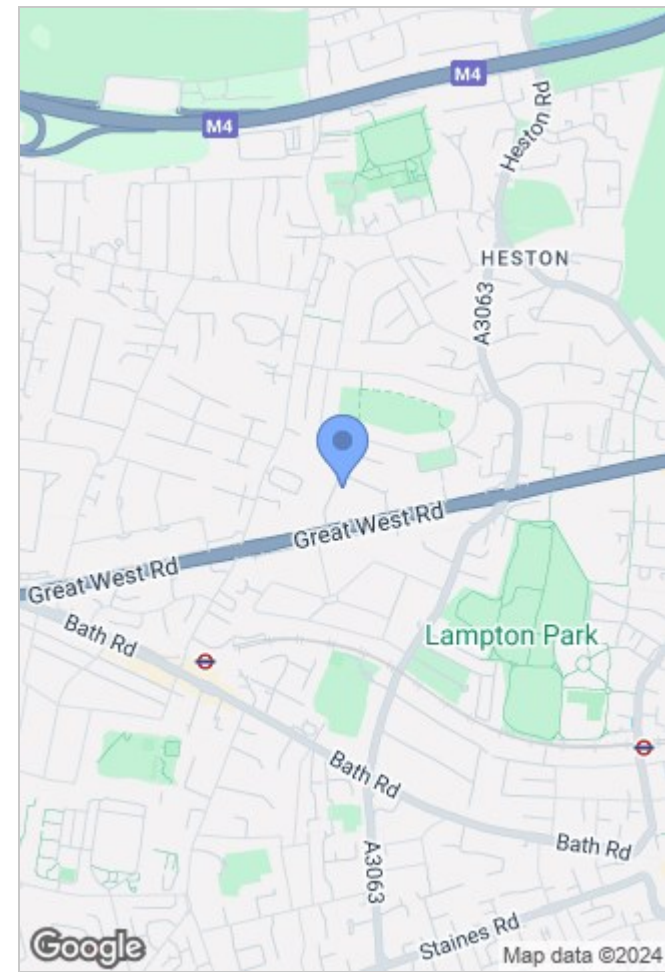 M4
M4
Heston Rd
HESTON
A3063
Great West Rd
Great West Rd
Bath Rd
Lampton Park
Bath Rd
Bath Rd
A3063
Staines Rd
Google
Map data ©2024